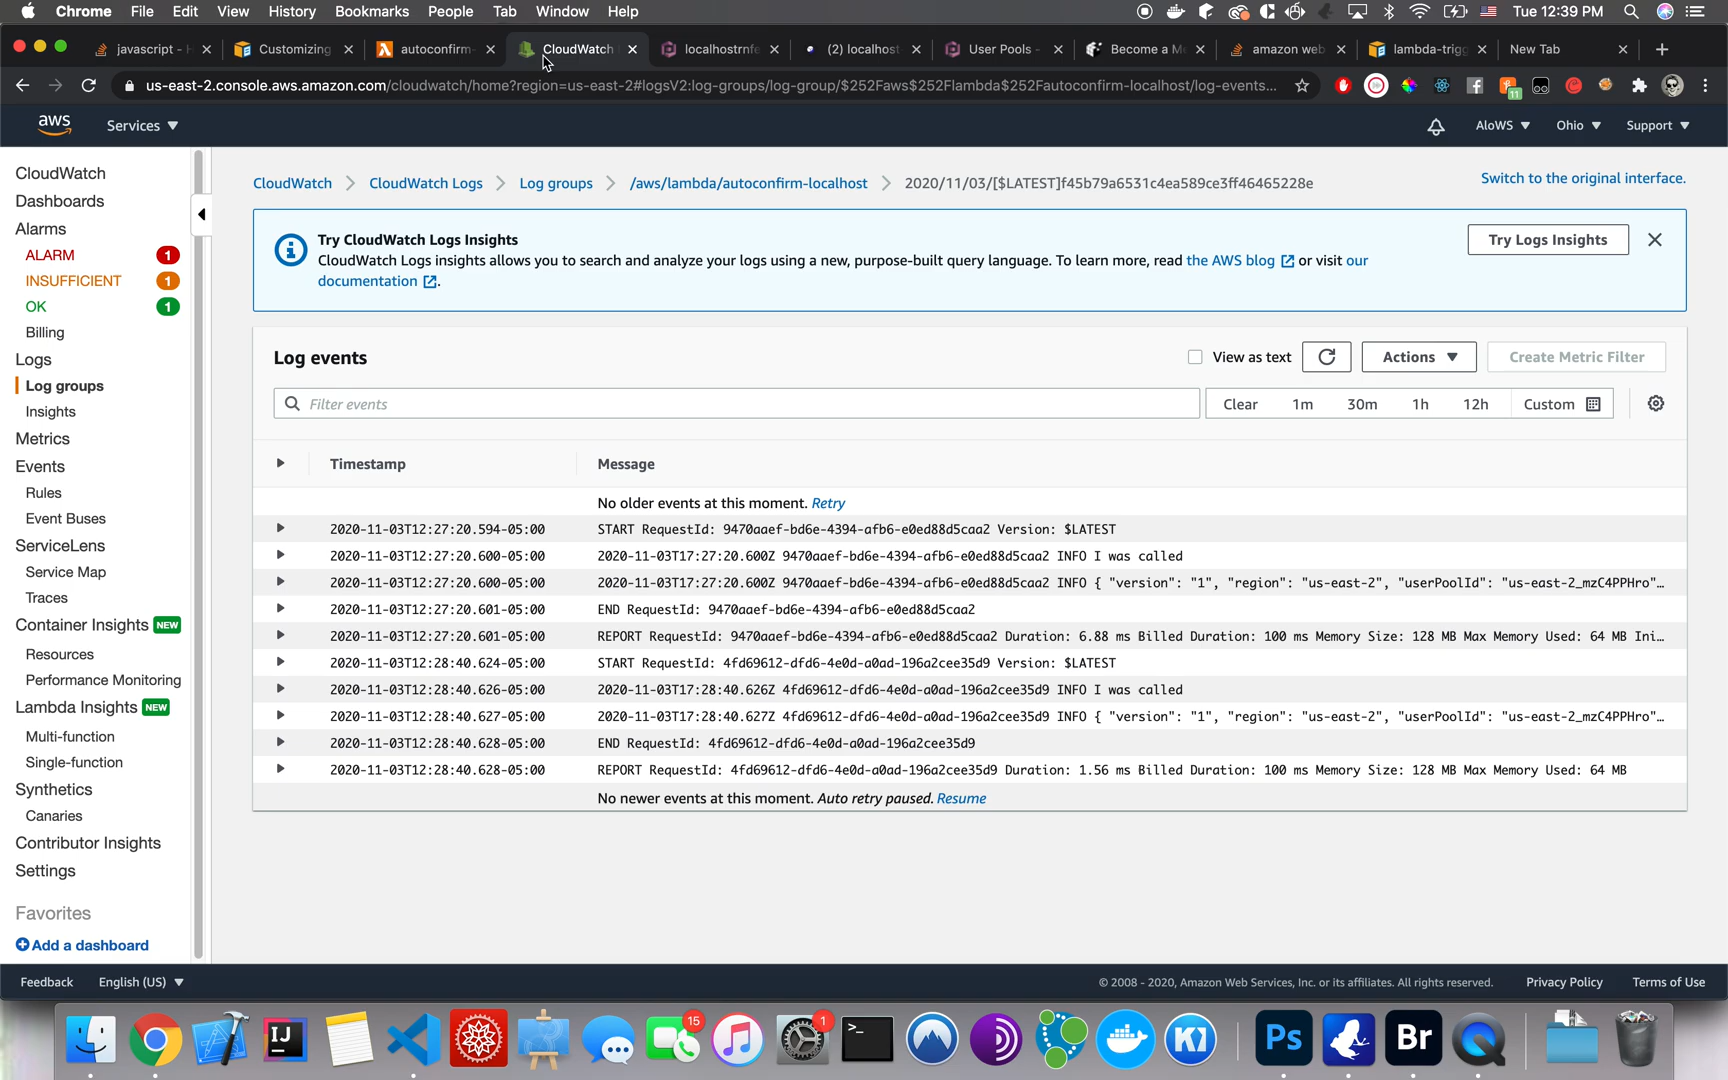 Chrome File Edit View History Bookmarks People Tab Window Help Tue 12:39 PM
javascript - H Customizing autoconfirm- CloudWatch localhostrnfe (2) localhost User Pools - Become a Me amazon web lambda-trigg New Tab
us-east-2.console.aws.amazon.com/cloudwatch/home?region=us-east-2#logsV2:log-groups/log-group/$252Faws$252Flambda$252Fautoconfirm-localhost/log-events...
11
aws Services AloWS Ohio Support
CloudWatch
Dashboards
Alarms
ALARM 1
INSUFFICIENT 1
OK 1
Billing
Logs
Log groups
Insights
Metrics
Events
Rules
Event Buses
ServiceLens
Service Map
Traces
Container Insights NEW
Resources
Performance Monitoring
Lambda Insights NEW
Multi-function
Single-function
Synthetics
Canaries
Contributor Insights
Settings
Favorites
Add a dashboard
CloudWatch CloudWatch Logs Log groups /aws/lambda/autoconfirm-localhost 2020/11/03/[$LATEST]f45b79a6531c4ea589ce3ff46465228e
Switch to the original interface.
Try CloudWatch Logs Insights
CloudWatch Logs insights allows you to search and analyze your logs using a new, purpose-built query language. To learn more, read the AWS blog or visit our
documentation.
Try Logs Insights
Log events
View as text Actions Create Metric Filter
Filter events Clear 1m 30m 1h 12h Custom
Timestamp Message
No older events at this moment. Retry
2020-11-03T12:27:20.594-05:00 START RequestId: 9470aaef-bd6e-4394-afb6-e0ed88d5caa2 Version: $LATEST
2020-11-03T12:27:20.600-05:00 2020-11-03T17:27:20.600Z 9470aaef-bd6e-4394-afb6-e0ed88d5caa2 INFO I was called
2020-11-03T12:27:20.600-05:00 2020-11-03T17:27:20.600Z 9470aaef-bd6e-4394-afb6-e0ed88d5caa2 INFO { "version": "1", "region": "us-east-2", "userPoolId": "us-east-2_mzC4PPHro"...
2020-11-03T12:27:20.601-05:00 END RequestId: 9470aaef-bd6e-4394-afb6-e0ed88d5caa2
2020-11-03T12:27:20.601-05:00 REPORT RequestId: 9470aaef-bd6e-4394-afb6-e0ed88d5caa2 Duration: 6.88 ms Billed Duration: 100 ms Memory Size: 128 MB Max Memory Used: 64 MB Ini...
2020-11-03T12:28:40.624-05:00 START RequestId: 4fd69612-dfd6-4e0d-a0ad-196a2cee35d9 Version: $LATEST
2020-11-03T12:28:40.626-05:00 2020-11-03T17:28:40.626Z 4fd69612-dfd6-4e0d-a0ad-196a2cee35d9 INFO I was called
2020-11-03T12:28:40.627-05:00 2020-11-03T17:28:40.627Z 4fd69612-dfd6-4e0d-a0ad-196a2cee35d9 INFO { "version": "1", "region": "us-east-2", "userPoolId": "us-east-2_mzC4PPHro"...
2020-11-03T12:28:40.628-05:00 END RequestId: 4fd69612-dfd6-4e0d-a0ad-196a2cee35d9
2020-11-03T12:28:40.628-05:00 REPORT RequestId: 4fd69612-dfd6-4e0d-a0ad-196a2cee35d9 Duration: 1.56 ms Billed Duration: 100 ms Memory Size: 128 MB Max Memory Used: 64 MB
No newer events at this moment. Auto retry paused. Resume
Feedback English (US) © 2008 - 2020, Amazon Web Services, Inc. or its affiliates. All rights reserved. Privacy Policy Terms of Use
IJ 15 1 >_ Ps Br